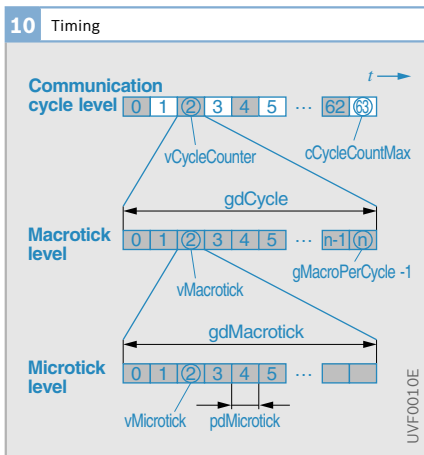 10 Timing
t
Communication
cycle level 0 1 2 3 4 5 ... 62 63
vCycleCounter cCycleCountMax
gdCycle
Macrotick
level 0 1 2 3 4 5 ... n-1 n
vMacrotick gMacroPerCycle -1
gdMacrotick
Microtick
level 0 1 2 3 4 5 ...
vMicrotick pdMicrotick
UVF0010E